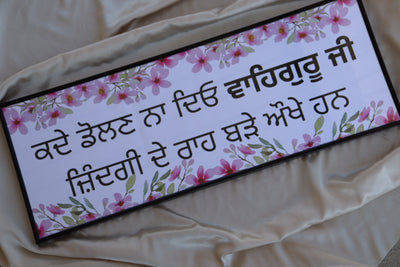 ਕਦੇ ਡੋਲਣ ਨਾ ਦਿਓ ਵਾਹਿਗੁਰੂ ਜੀ
ਜ਼ਿੰਦਗੀ ਦੇ ਰਾਹ ਬੜੇ ਔਖੇ ਹਨ